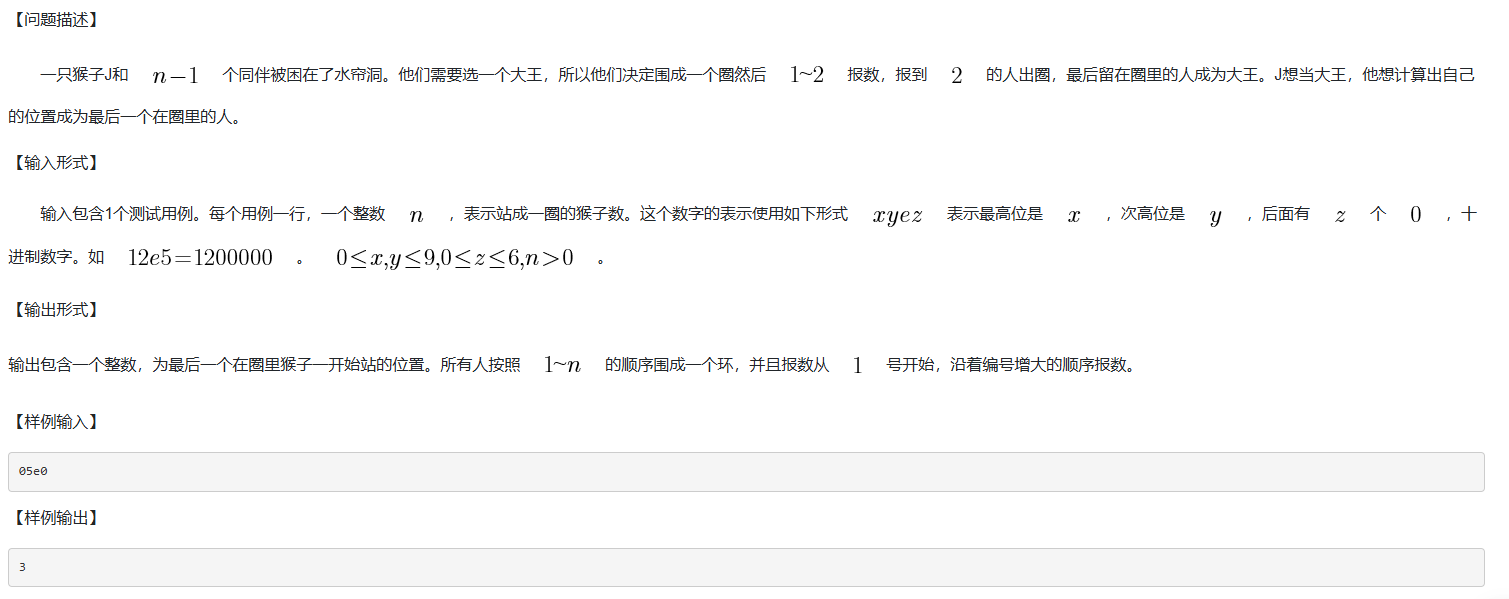 【问题描述】
一只猴子J和 n−1 个同伴被困在了水帘洞。他们需要选一个大王，所以他们决定围成一个圈然后 1~2 报数，报到 2 的人出圈，最后留在圈里的人成为大王。J想当大王，他想计算出自己
的位置成为最后一个在圈里的人。
【输入形式】
输入包含1个测试用例。每个用例一行，一个整数 n ，表示站成一圈的猴子数。这个数字的表示使用如下形式 xyez 表示最高位是 x ，次高位是 y ，后面有 z 个 0 ，十
进制数字。如 12e5=1200000 。 0≤x,y≤9,0≤z≤6,n>0 。
【输出形式】
输出包含一个整数，为最后一个在圈里猴子一开始站的位置。所有人按照 1~n 的顺序围成一个环，并且报数从 1 号开始，沿着编号增大的顺序报数。
【样例输入】
05e0
【样例输出】
3